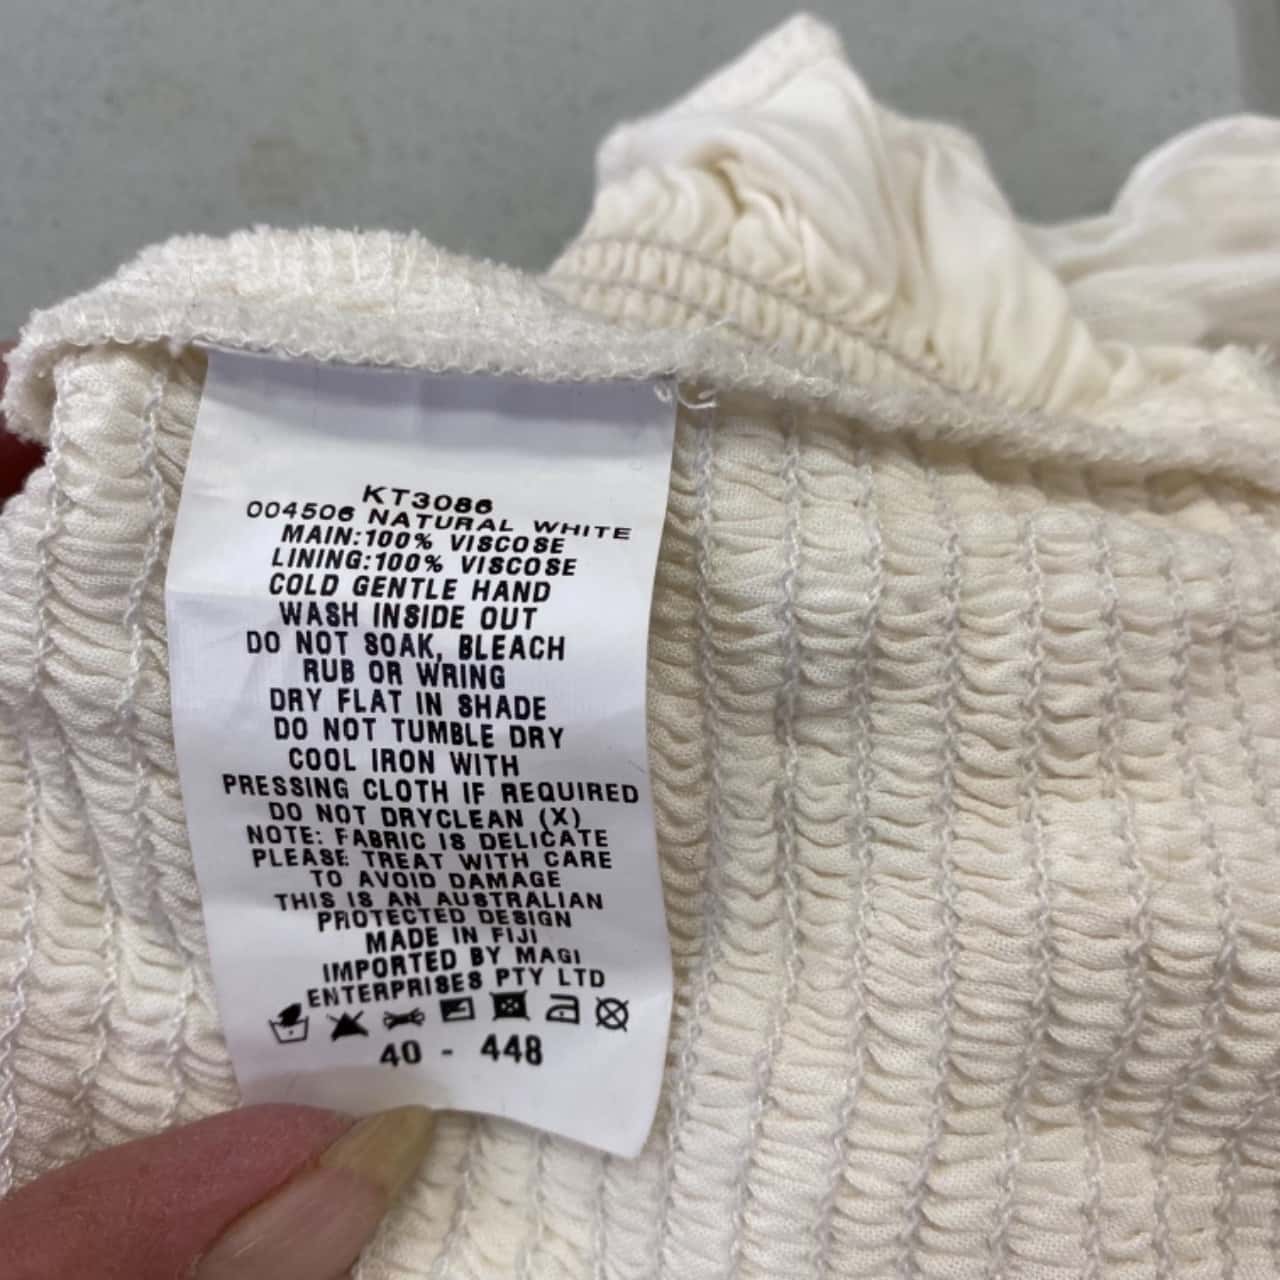 KT3086
004506 NATURAL WHITE
MAIN:100% VISCOSE
LINING:100% VISCOSE
COLD GENTLE HAND
WASH INSIDE OUT
DO NOT SOAK, BLEACH
RUB OR WRING
DRY FLAT IN SHADE
DO NOT TUMBLE DRY
COOL IRON WITH
PRESSING CLOTH IF REQUIRED
DO NOT DRYCLEAN (X)
NOTE: FABRIC IS DELICATE
PLEASE TREAT WITH CARE
TO AVOID DAMAGE
THIS IS AN AUSTRALIAN
PROTECTED DESIGN
MADE IN FIJI
IMPORTED BY MAGI
ENTERPRISES PTY LTD
40 - 448